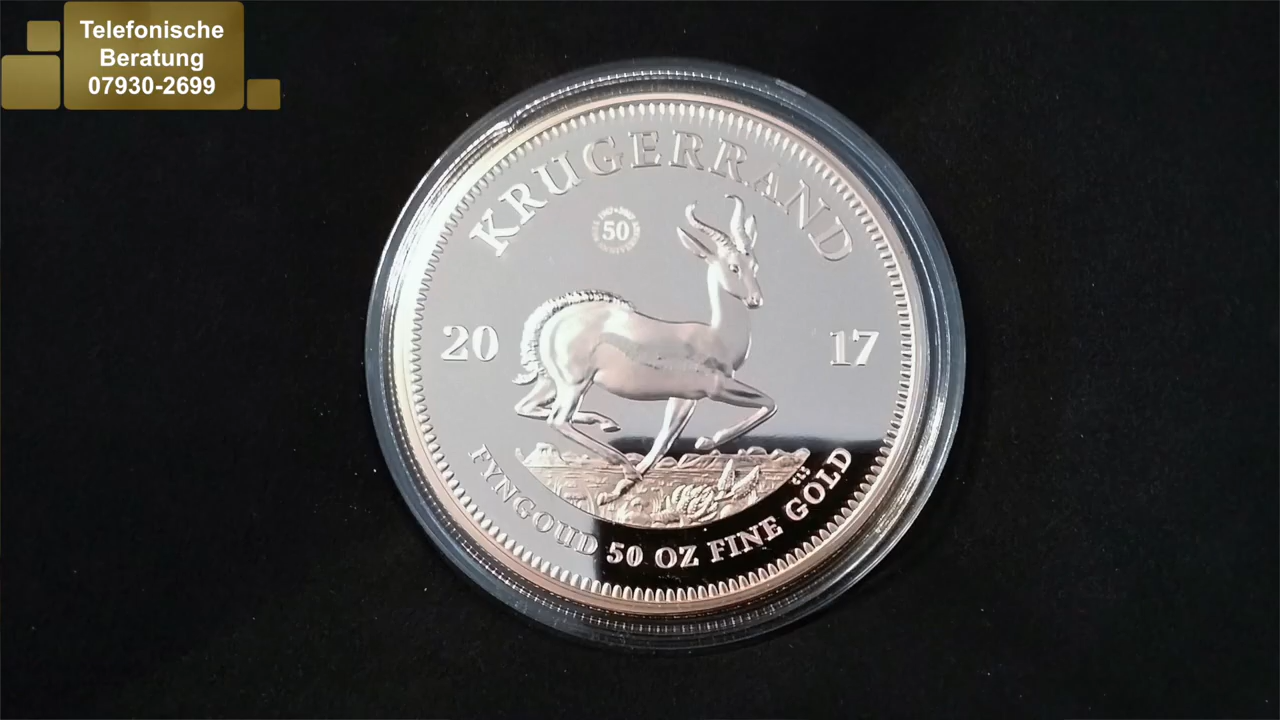 Telefonische
Beratung
07930-2699
KRUGERRAND
50
20 17
FYNGOUD 50 OZ FINE GOLD